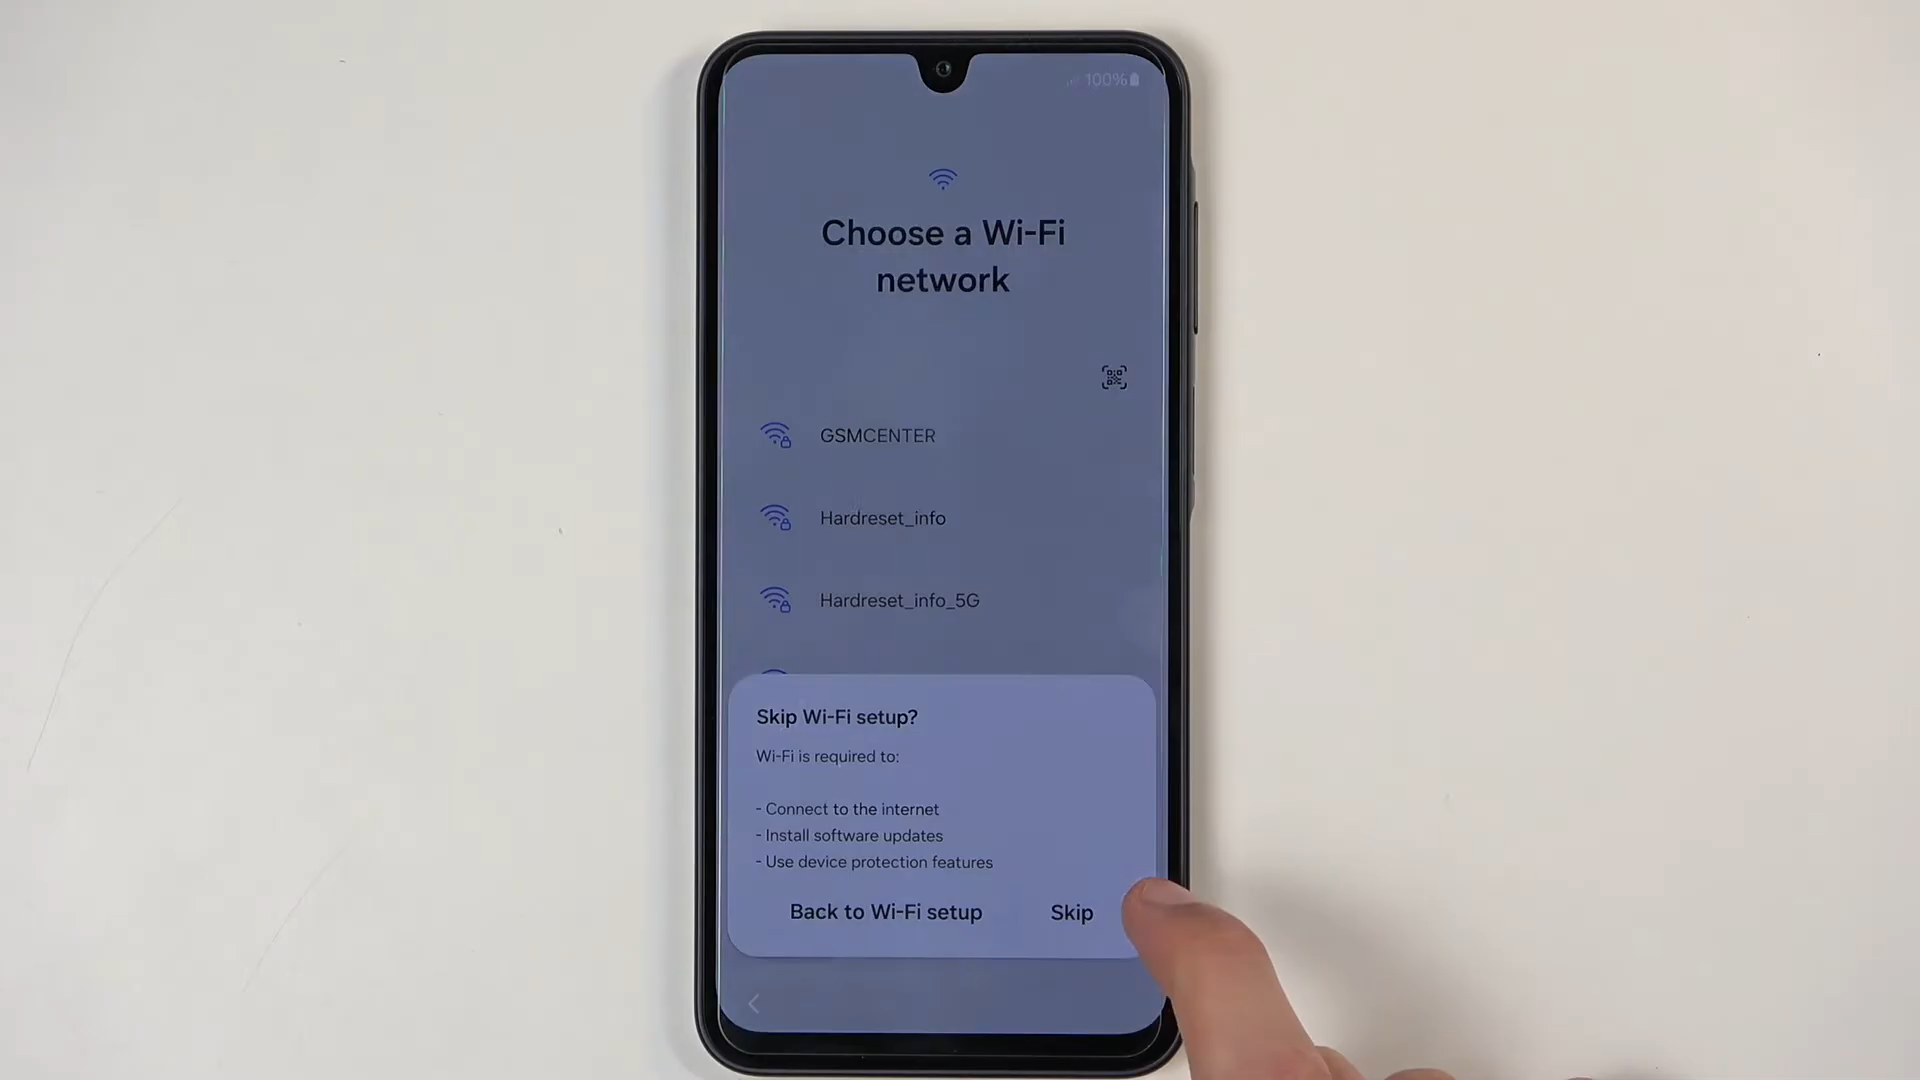 100%
Choose a Wi-Fi
network
GSMCENTER
Hardreset_info
Hardreset_info_5G
Skip Wi-Fi setup?
Wi-Fi is required to:
- Connect to the internet
- Install software updates
- Use device protection features
Back to Wi-Fi setup Skip